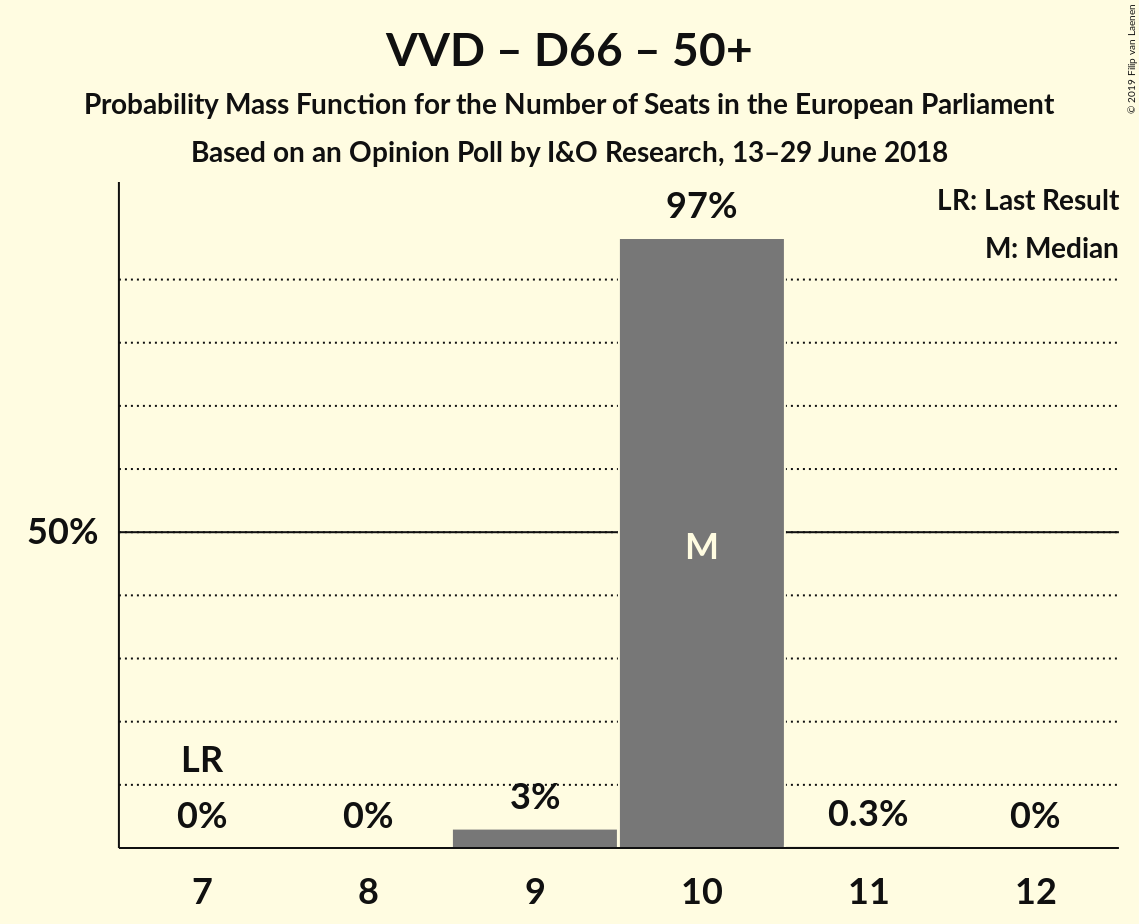 VVD – D66 – 50+
Probability Mass Function for the Number of Seats in the European Parliament
Based on an Opinion Poll by I&O Research, 13–29 June 2018
© 2019 Filip van Laenen
LR: Last Result
M: Median
97%
50%
M
LR
0%
0%
3%
0.3%
0%
7
8
9
10
11
12